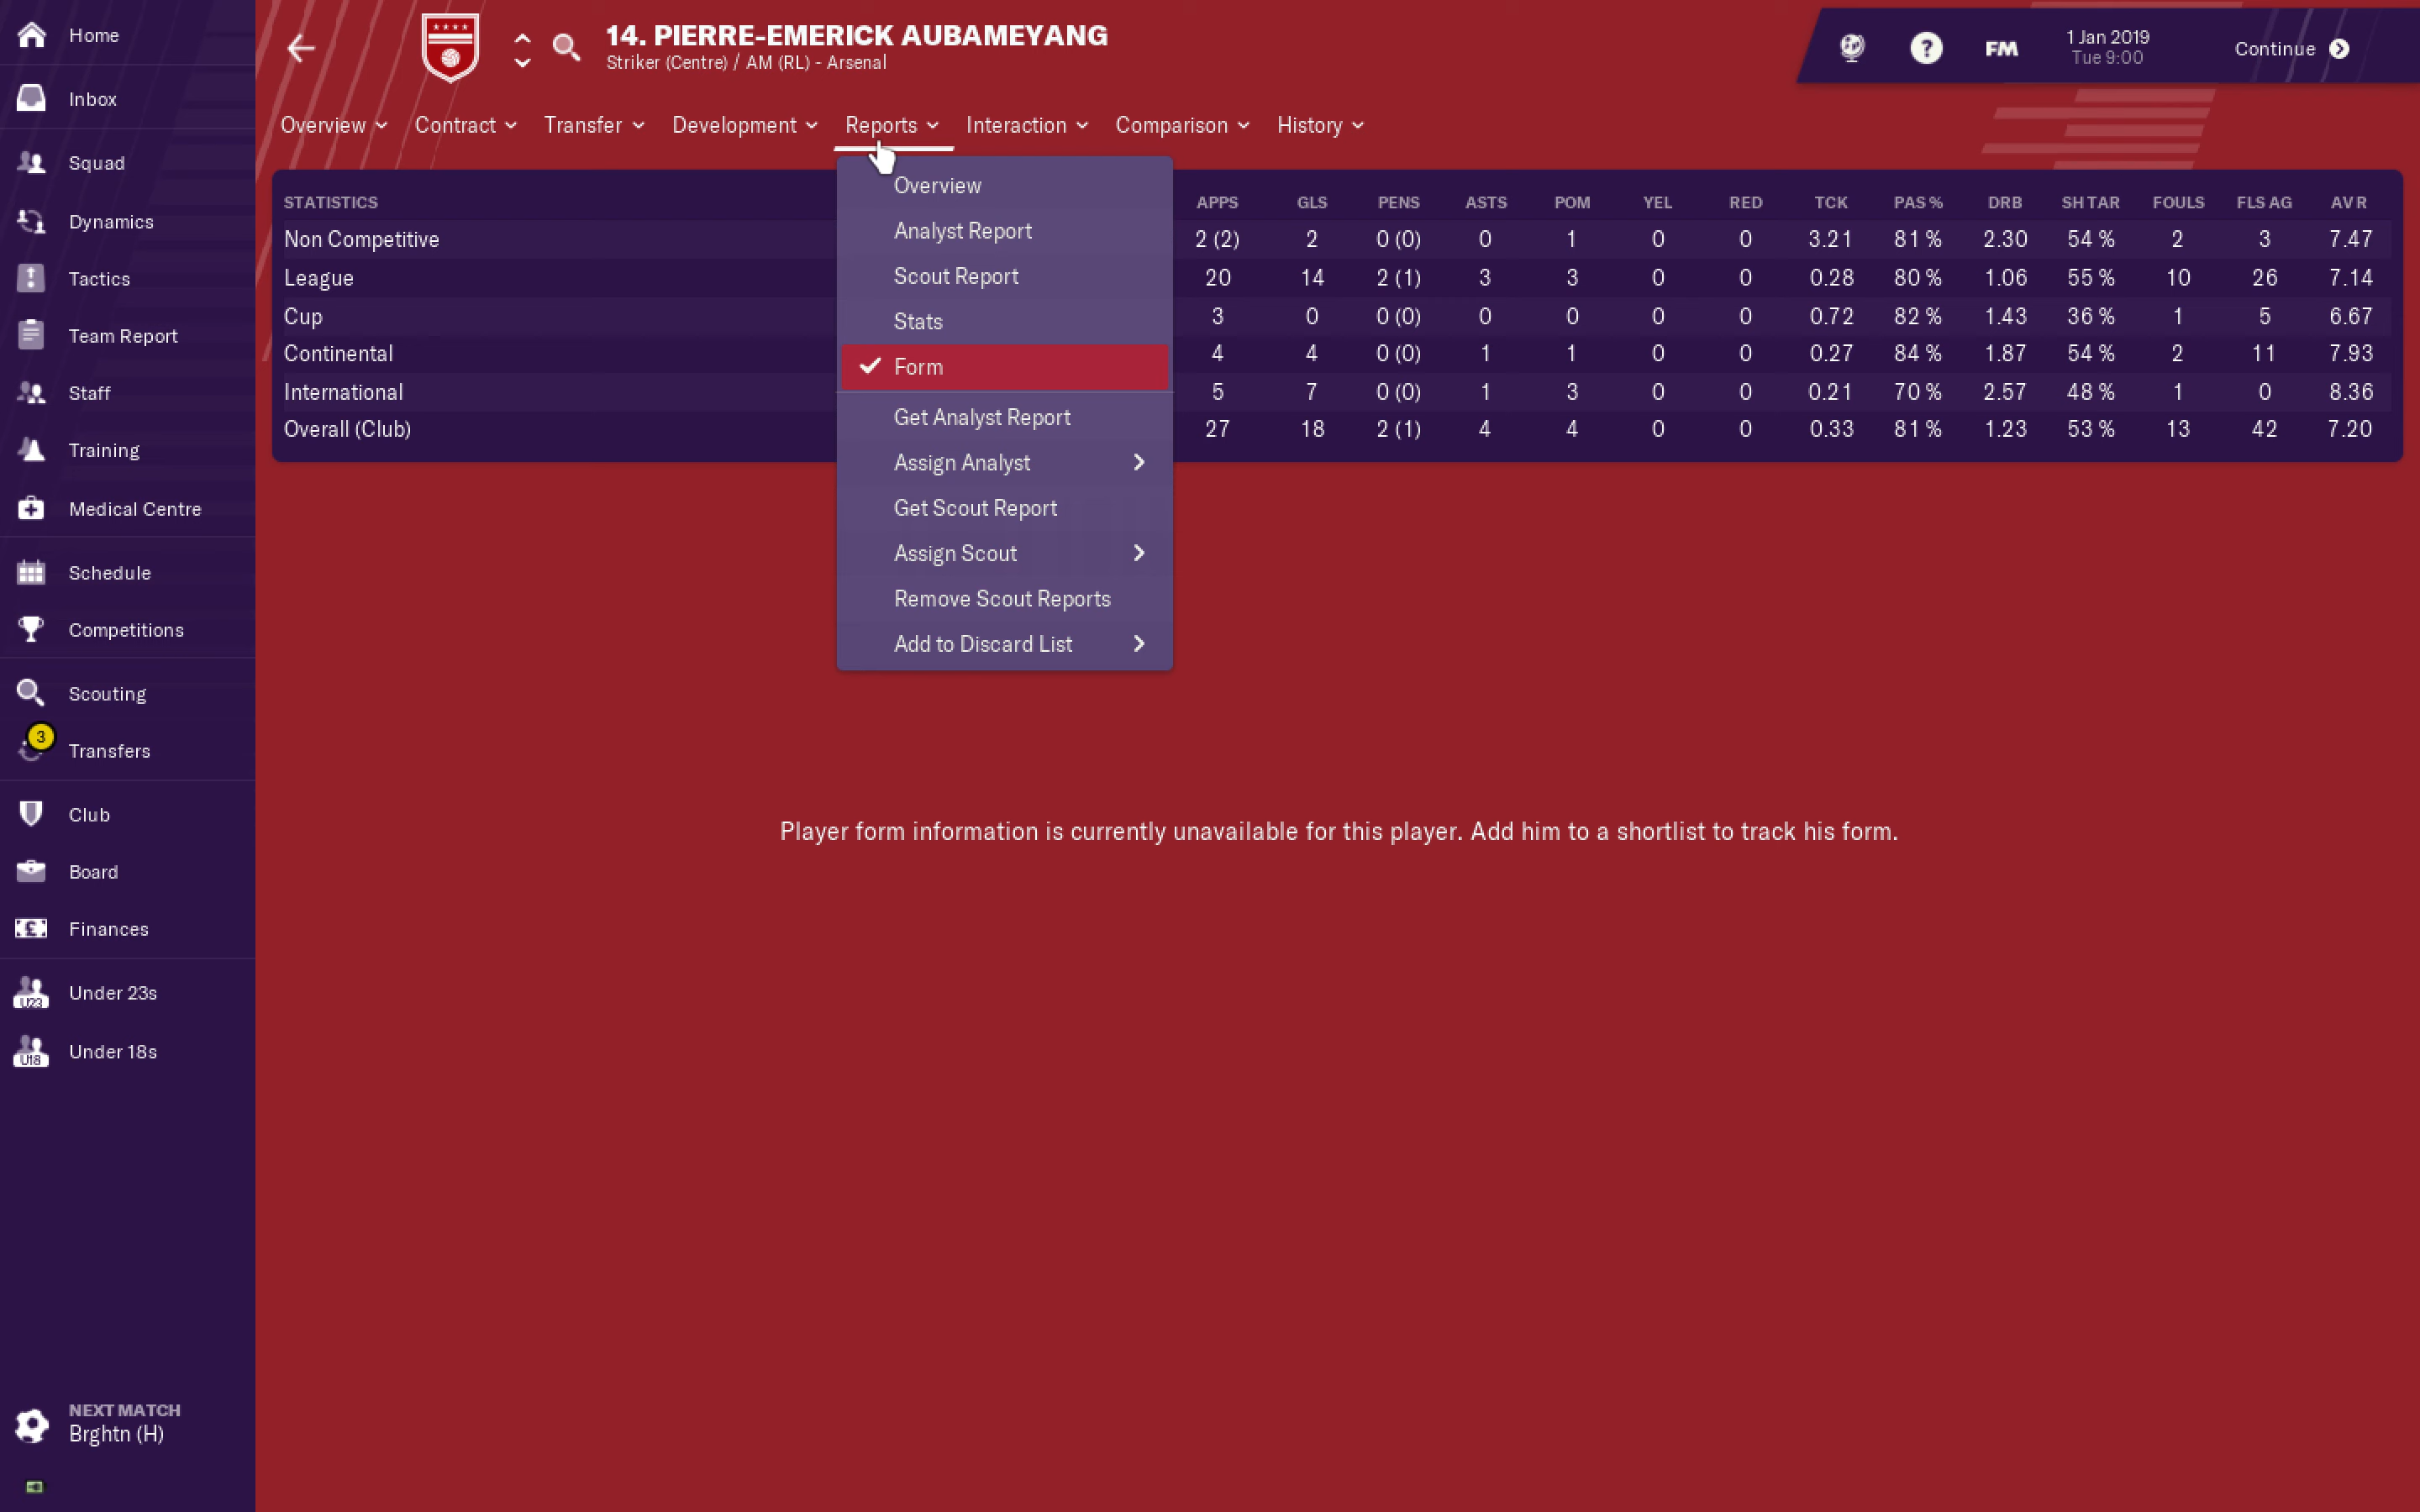 Home
Inbox
Squad
Dynamics
Tactics
Team Report
Staff
Training
Medical Centre
Schedule
Competitions
Scouting
3
Transfers
Club
Board
Finances
U23
Under 23s
U18
Under 18s
NEXT MATCH
Brghtn (H)
14. PIERRE-EMERICK AUBAMEYANG
Striker (Centre) / AM (RL) - Arsenal
? FM
1 Jan 2019
Tue 9:00
Continue
Overview Contract Transfer Development Reports Interaction Comparison History
Overview
Analyst Report
Scout Report
Stats
Form
Get Analyst Report
Assign Analyst
Get Scout Report
Assign Scout
Remove Scout Reports
Add to Discard List
STATISTICS APPS GLS PENS ASTS POM YEL RED TCK PAS % DRB SH TAR FOULS FLS AG AV R
Non Competitive 2 (2) 2 0 (0) 0 1 0 0 3.21 81 % 2.30 54 % 2 3 7.47
League 20 14 2 (1) 3 3 0 0 0.28 80 % 1.06 55 % 10 26 7.14
Cup 3 0 0 (0) 0 0 0 0 0.72 82 % 1.43 36 % 1 5 6.67
Continental 4 4 0 (0) 1 1 0 0 0.27 84 % 1.87 54 % 2 11 7.93
International 5 7 0 (0) 1 3 0 0 0.21 70 % 2.57 48 % 1 0 8.36
Overall (Club) 27 18 2 (1) 4 4 0 0 0.33 81 % 1.23 53 % 13 42 7.20
Player form information is currently unavailable for this player. Add him to a shortlist to track his form.